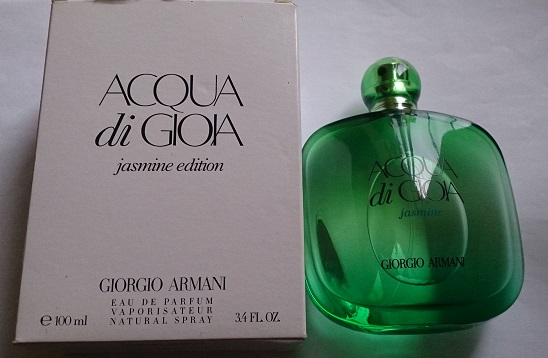 ACQUA
di GIOIA
jasmine edition
GIORGIO ARMANI
EAU DE PARFUM
VAPORISATEUR
℮ 100 ml NATURAL SPRAY 3.4 FL. OZ.
ACQUA
di GIOIA
jasmine
GIORGIO ARMANI